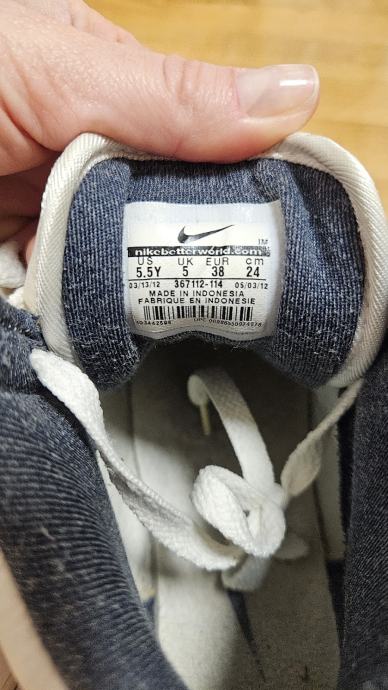 TM
nikebetterworld.com
US UK EUR cm
5.5Y 5 38 24
03/13/12 367112-114 05/03/12
MADE IN INDONESIA
FABRIQUE EN INDONESIE